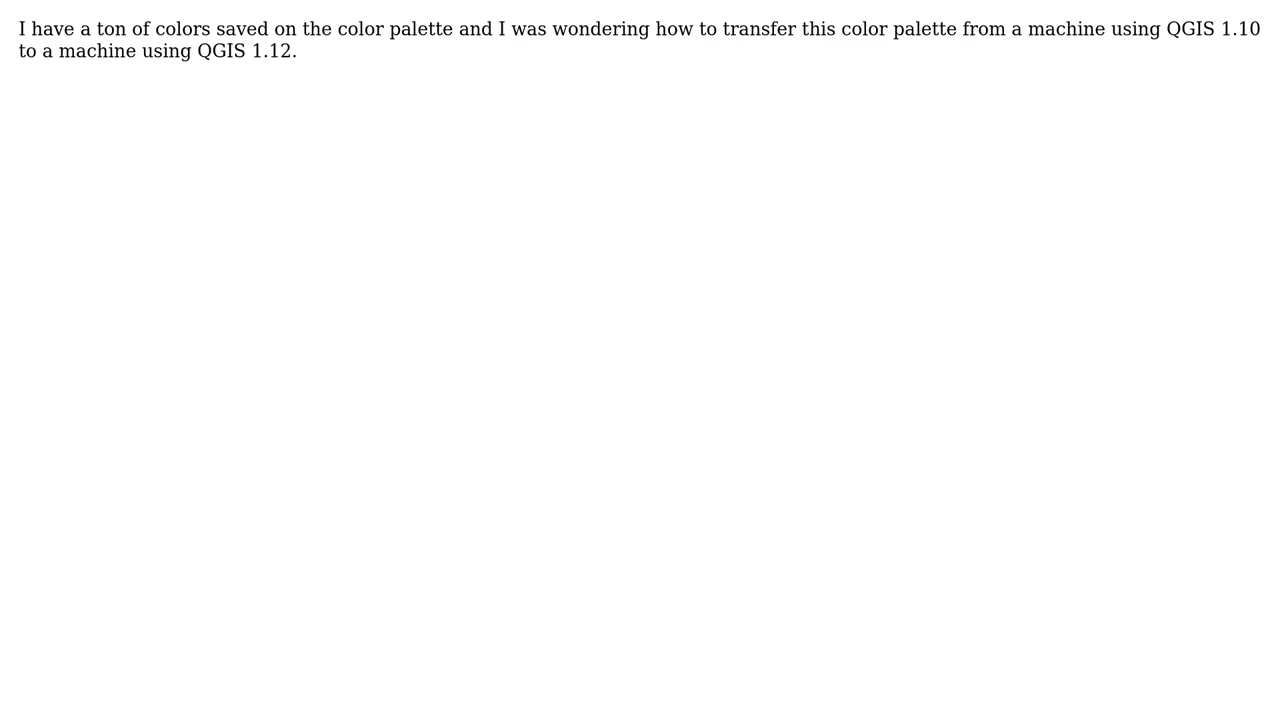 I have a ton of colors saved on the color palette and I was wondering how to transfer this color palette from a machine using QGIS 1.10
to a machine using QGIS 1.12.